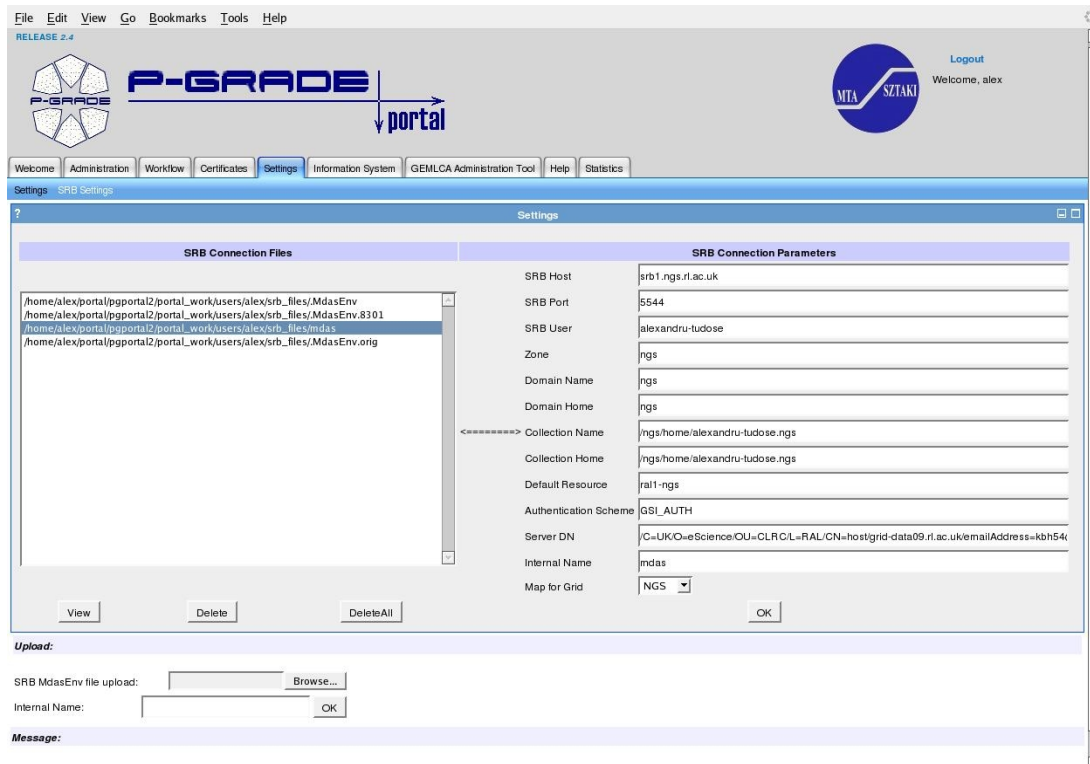 File Edit View Go Bookmarks Tools Help
RELEASE 2.4
P-GRADE
P-GRADE
portal
MTA SZTAKI
Logout
Welcome, alex
Welcome Administration Workflow Certificates Settings Information System GEMLCA Administration Tool Help Statistics
Settings SRB Settings
? Settings
SRB Connection Files
/home/alex/portal/pgportal2/portal_work/users/alex/srb_files/.MdasEnv
/home/alex/portal/pgportal2/portal_work/users/alex/srb_files/.MdasEnv.8301
/home/alex/portal/pgportal2/portal_work/users/alex/srb_files/mdas
/home/alex/portal/pgportal2/portal_work/users/alex/srb_files/.MdasEnv.orig
View Delete DeleteAll
<========>
SRB Connection Parameters
SRB Host srb1.ngs.rl.ac.uk
SRB Port 5544
SRB User alexandru-tudose
Zone ngs
Domain Name ngs
Domain Home ngs
Collection Name /ngs/home/alexandru-tudose.ngs
Collection Home /ngs/home/alexandru-tudose.ngs
Default Resource ral1-ngs
Authentication Scheme GSI_AUTH
Server DN /C=UK/O=eScience/OU=CLRC/L=RAL/CN=host/grid-data09.rl.ac.uk/emailAddress=kbh54
Internal Name mdas
Map for Grid NGS
OK
Upload:
SRB MdasEnv file upload: Browse...
Internal Name: OK
Message: